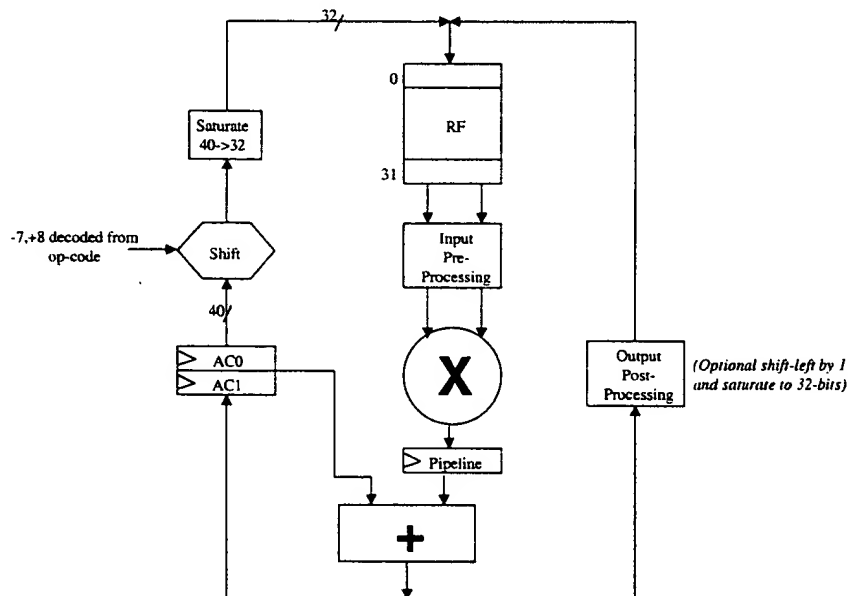 32
0
RF
31
Saturate
40->32
-7,+8 decoded from
op-code
Shift
40
Input
Pre-
Processing
AC0
AC1
X
Output
Post-
Processing
(Optional shift-left by 1
and saturate to 32-bits)
Pipeline
+